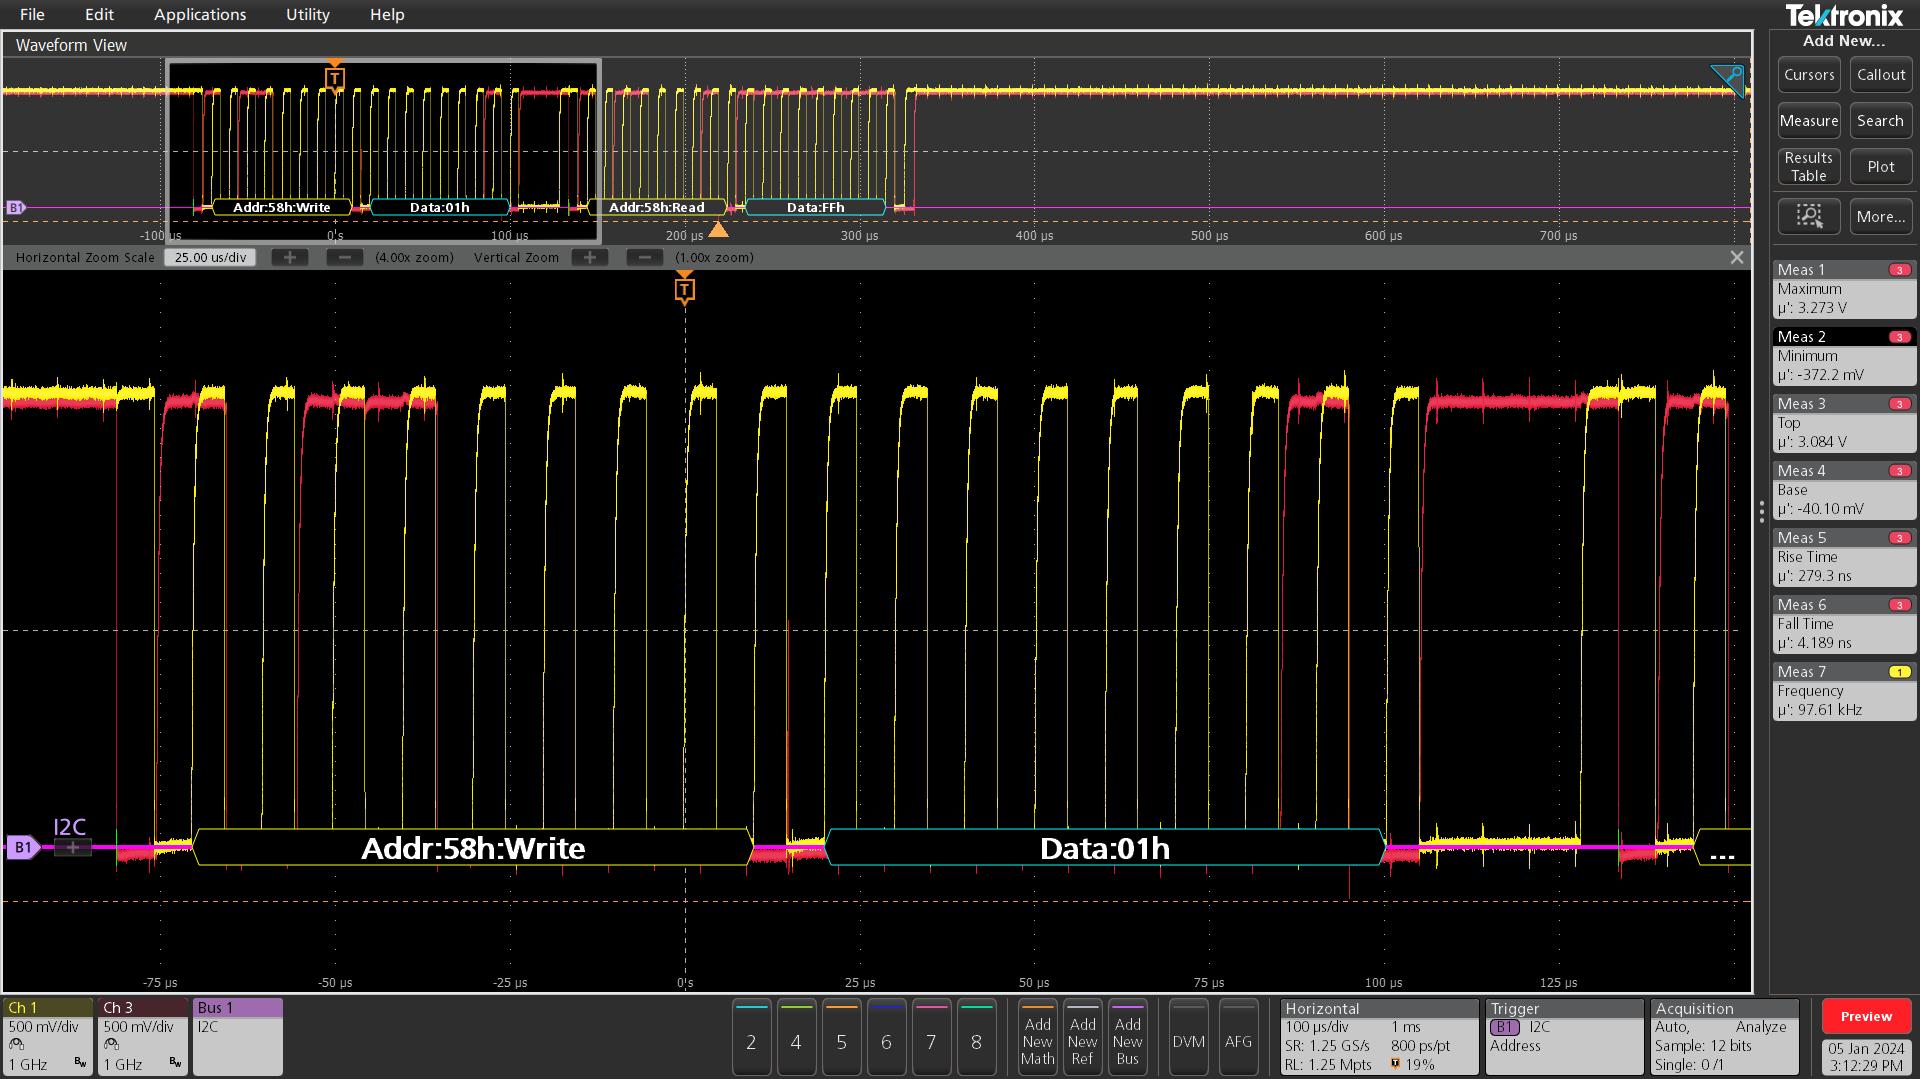 File Edit Applications Utility Help
Tektronix
Waveform View
Add New...
Cursors Callout
Measure Search
Results Table Plot
More...
T
B1
Addr:58h:Write Data:01h Addr:58h:Read Data:FFh
-100 µs 0 s 100 µs 200 µs 300 µs 400 µs 500 µs 600 µs 700 µs
Horizontal Zoom Scale 25.00 us/div + − (4.00x zoom) Vertical Zoom + − (1.00x zoom)
T
Meas 1 3
Maximum
µ': 3.273 V
Meas 2 3
Minimum
µ': -372.2 mV
Meas 3 3
Top
µ': 3.084 V
Meas 4 3
Base
µ': -40.10 mV
Meas 5 3
Rise Time
µ': 279.3 ns
Meas 6 3
Fall Time
µ': 4.189 ns
Meas 7 1
Frequency
µ': 97.61 kHz
I2C
B1 + Addr:58h:Write Data:01h ...
-75 µs -50 µs -25 µs 0 s 25 µs 50 µs 75 µs 100 µs 125 µs
Ch 1
500 mV/div
1 GHz Bw
Ch 3
500 mV/div
1 GHz Bw
Bus 1
I2C
2 4 5 6 7 8
Add New Math
Add New Ref
Add New Bus
DVM AFG
Horizontal
100 µs/div 1 ms
SR: 1.25 GS/s 800 ps/pt
RL: 1.25 Mpts T 19%
Trigger
B1 I2C
Address
Acquisition
Auto, Analyze
Sample: 12 bits
Single: 0 /1
Preview
05 Jan 2024
3:12:29 PM